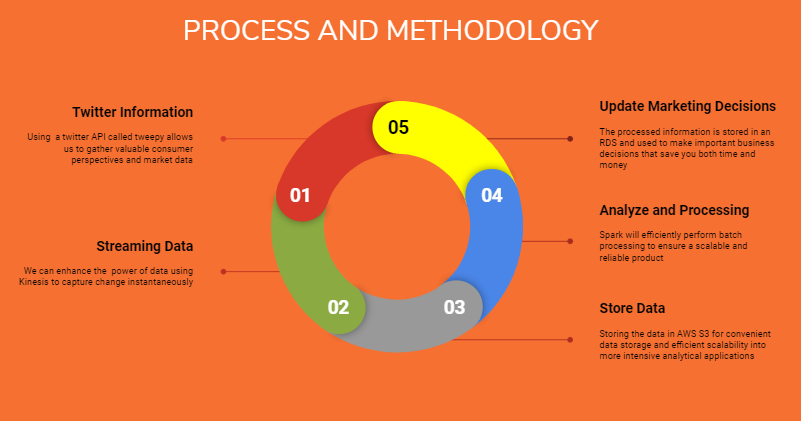 PROCESS AND METHODOLOGY
Twitter Information
Using a twitter API called tweepy allows
us to gather valuable consumer
perspectives and market data
Streaming Data
We can enhance the power of data using
Kinesis to capture change instantaneously
01
02
03
04
05
Update Marketing Decisions
The processed information is stored in an
RDS and used to make important business
decisions that save you both time and
money
Analyze and Processing
Spark will efficiently perform batch
processing to ensure a scalable and
reliable product
Store Data
Storing the data in AWS S3 for convenient
data storage and efficient scalability into
more intensive analytical applications